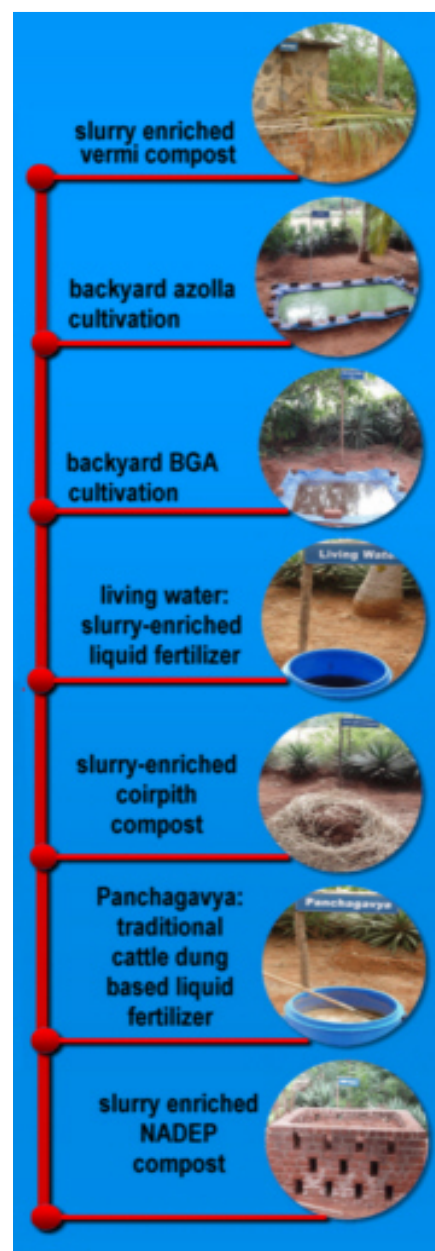 slurry enriched
vermi compost
backyard azolla
cultivation
backyard BGA
cultivation
Living Wate
living water:
slurry-enriched
liquid fertilizer
slurry-enriched
coirpith
compost
Panchagavya
Panchagavya:
traditional
cattle dung
based liquid
fertilizer
slurry enriched
NADEP
compost